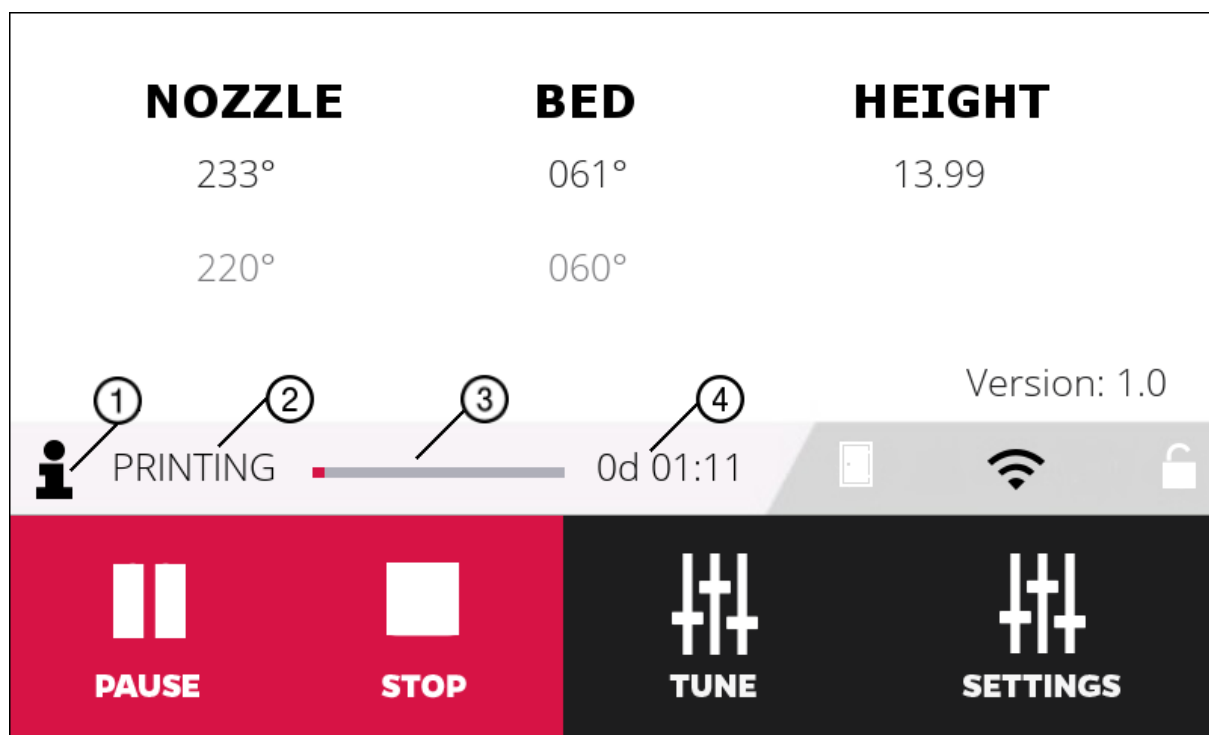 NOZZLE BED HEIGHT
233° 061° 13.99
220° 060°
Version: 1.0
1 2 3 4
PRINTING 0d 01:11
PAUSE STOP TUNE SETTINGS